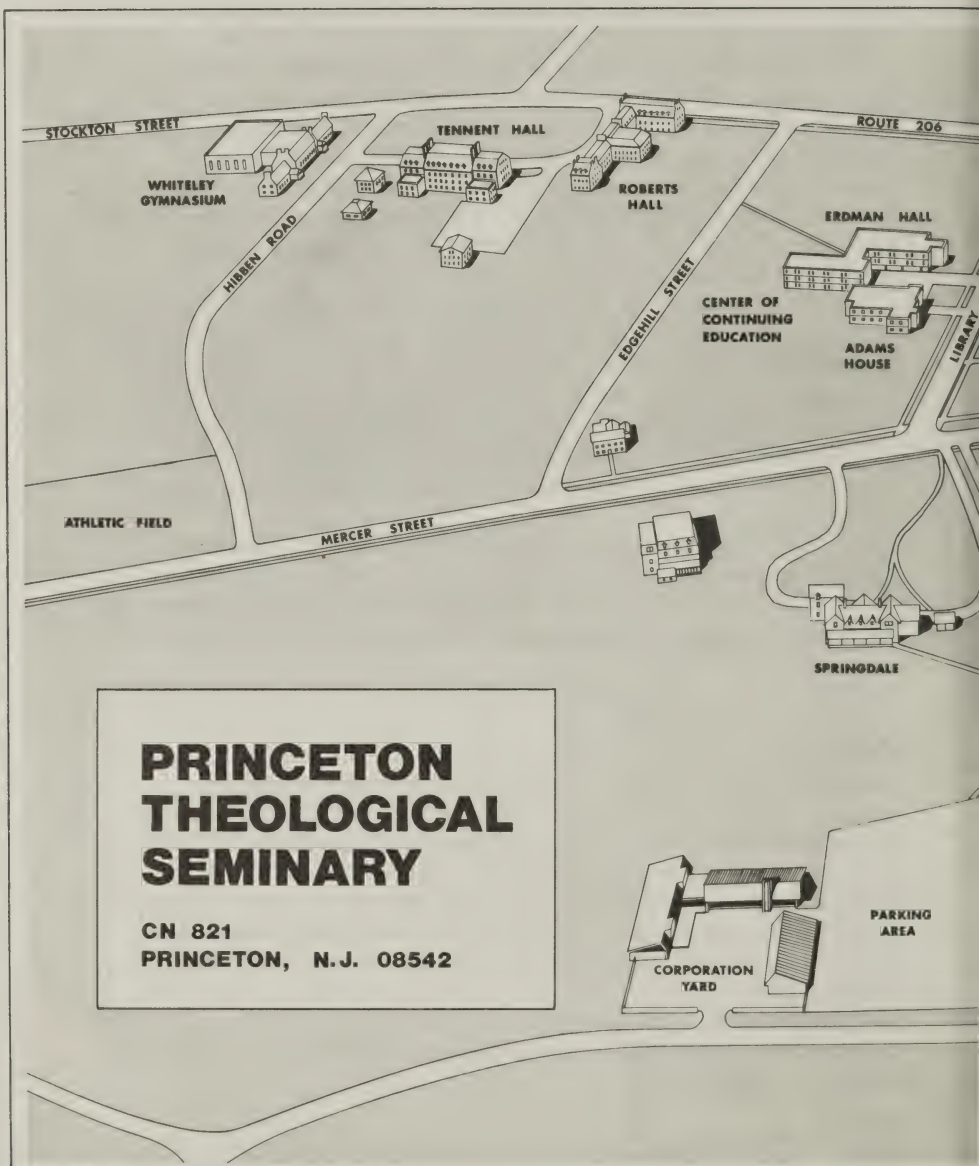 STOCKTON STREET
TENNENT HALL
ROUTE 206
WHITELEY
GYMNASIUM
ROBERTS
HALL
HIBBEN ROAD
ERDMAN HALL
EDGEHILL STREET
CENTER OF
CONTINUING
EDUCATION
ADAMS
HOUSE
LIBRARY
ATHLETIC FIELD
MERCER STREET
SPRINGDALE
PRINCETON
THEOLOGICAL
SEMINARY
CN 821
PRINCETON, N.J. 08542
PARKING
AREA
CORPORATION
YARD